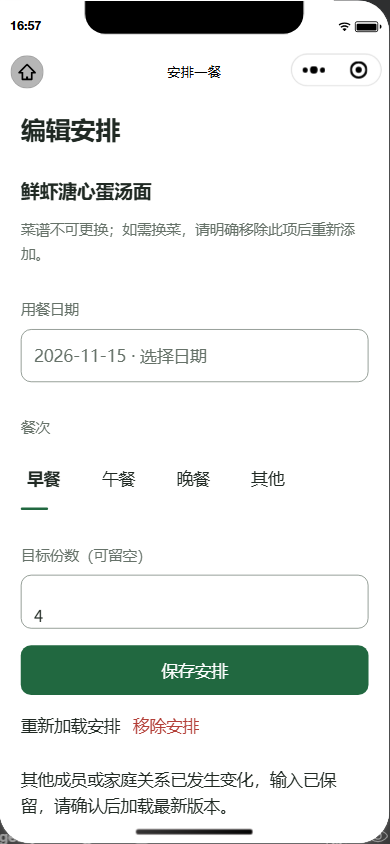 16:57
安排一餐
编辑安排
鲜虾溏心蛋汤面
菜谱不可更换；如需换菜，请明确移除此项后重新添
加。
用餐日期
2026-11-15 · 选择日期
餐次
早餐 午餐 晚餐 其他
目标份数（可留空）
4
保存安排
重新加载安排 移除安排
其他成员或家庭关系已发生变化，输入已保
留，请确认后加载最新版本。